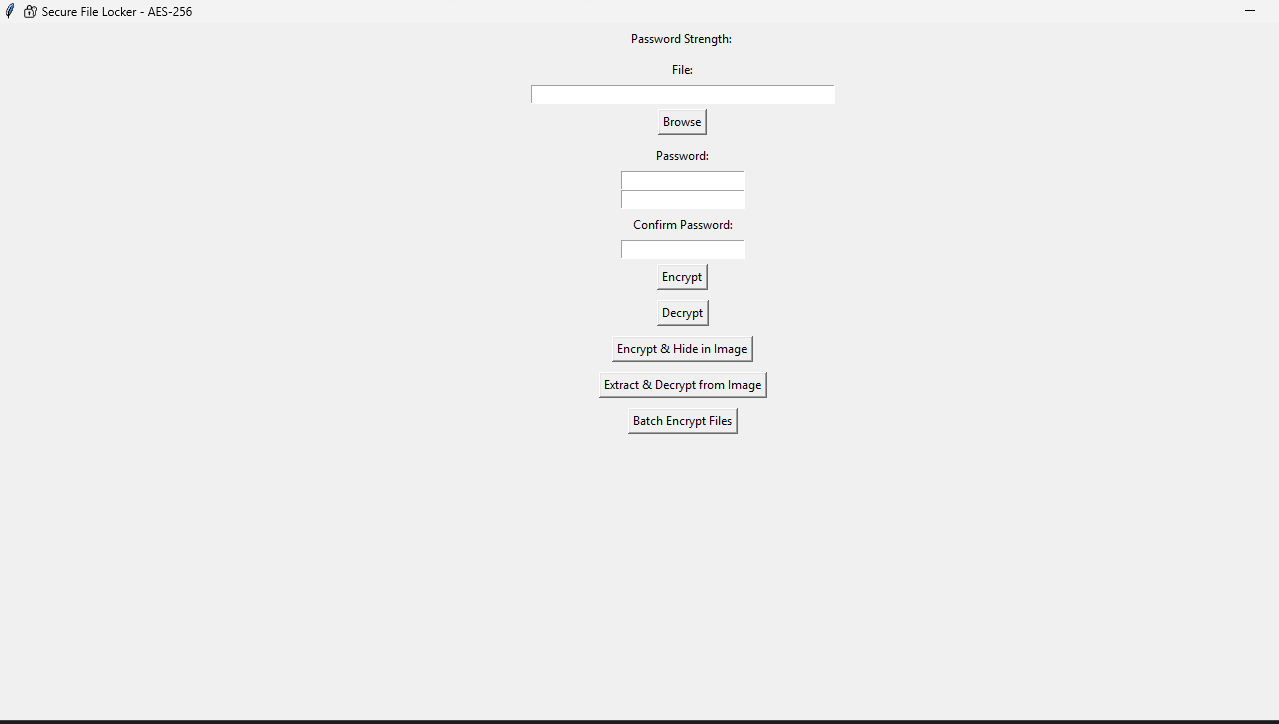 Secure File Locker - AES-256
Password Strength:
File:
Browse
Password:
Confirm Password:
Encrypt
Decrypt
Encrypt & Hide in Image
Extract & Decrypt from Image
Batch Encrypt Files